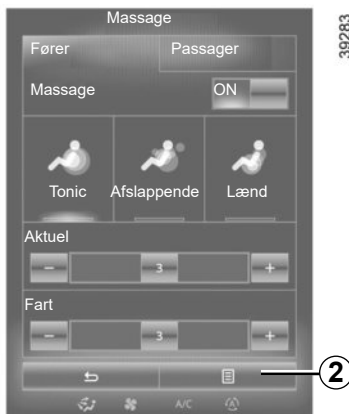 Massage
39283
Fører Passager
Massage ON
Tonic Afslappende Lænd
Aktuel
- 3 +
Fart
- 3 +
2
A/C